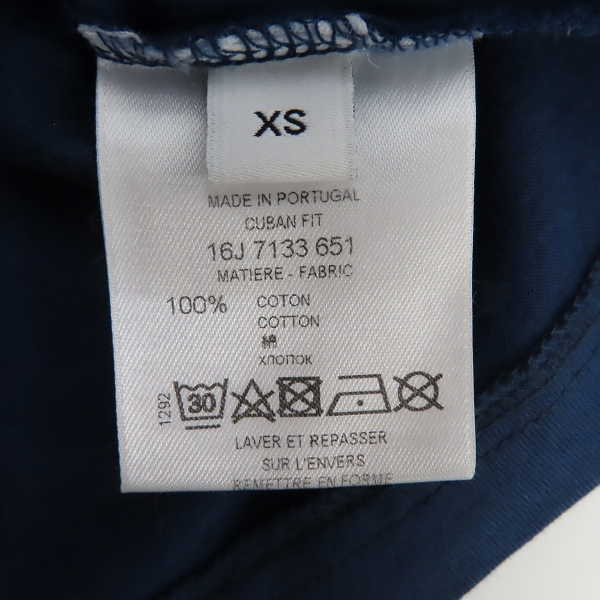 XS
MADE IN PORTUGAL
CUBAN FIT
16J 7133 651
MATIERE - FABRIC
100% COTON
COTTON
綿
ХЛОПОК
1292
30
LAVER ET REPASSER
SUR L'ENVERS
REMETTRE EN FORME